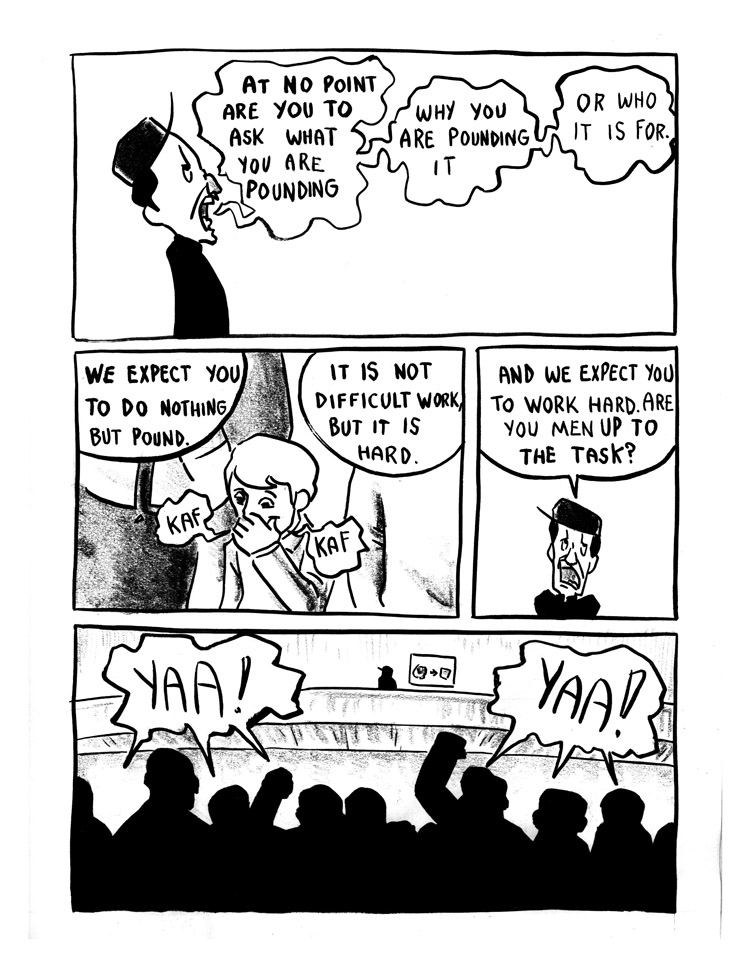 AT NO POINT
ARE YOU TO
ASK WHAT
YOU ARE
POUNDING
WHY YOU
ARE POUNDING
IT
OR WHO
IT IS FOR.
WE EXPECT YOU
TO DO NOTHING
BUT POUND.
IT IS NOT
DIFFICULT WORK,
BUT IT IS
HARD.
KAF
KAF
AND WE EXPECT YOU
TO WORK HARD. ARE
YOU MEN UP TO
THE TASK?
YAA!
YAA!